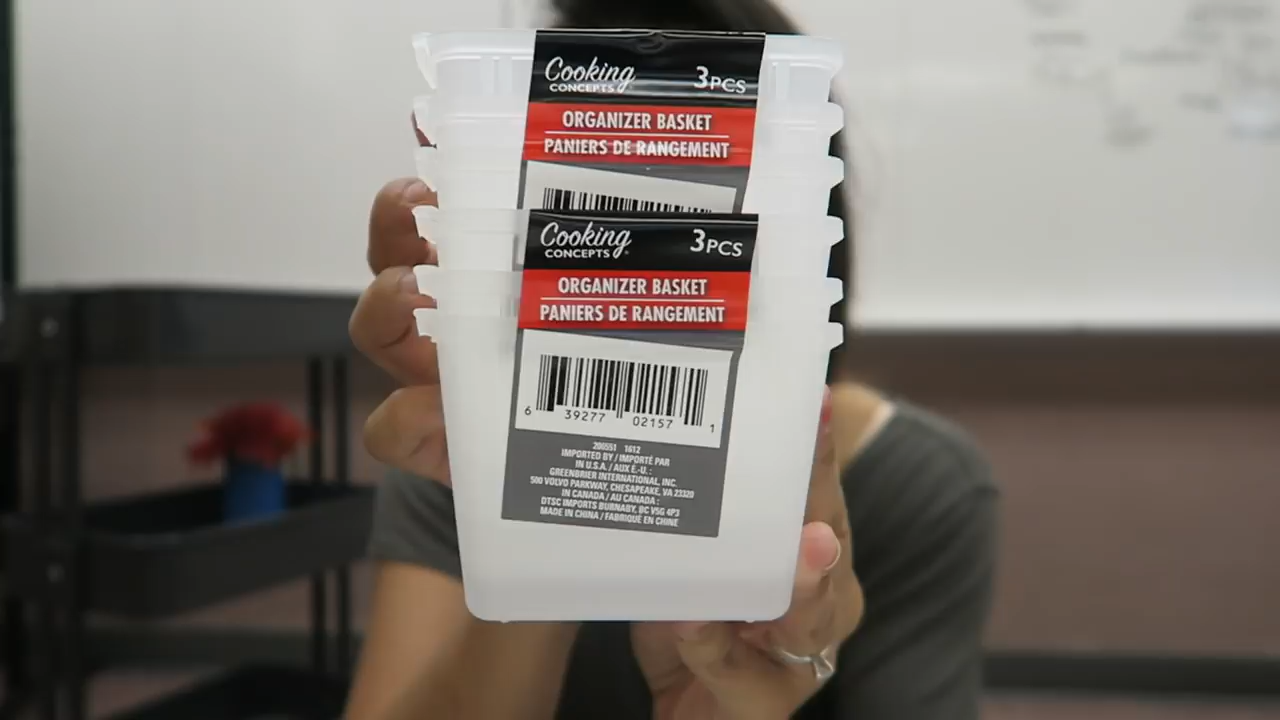 Cooking
CONCEPTS
3PCS
ORGANIZER BASKET
PANIERS DE RANGEMENT
Cooking
CONCEPTS
3PCS
ORGANIZER BASKET
PANIERS DE RANGEMENT
6 39277 02157 1
200551 1612
IMPORTED BY / IMPORTÉ PAR
IN U.S.A. / AUX É.-U. :
GREENBRIER INTERNATIONAL, INC.
500 VOLVO PARKWAY, CHESAPEAKE, VA 23320
IN CANADA / AU CANADA :
DTSC IMPORTS BURNABY, BC V5G 4P3
MADE IN CHINA / FABRIQUÉ EN CHINE